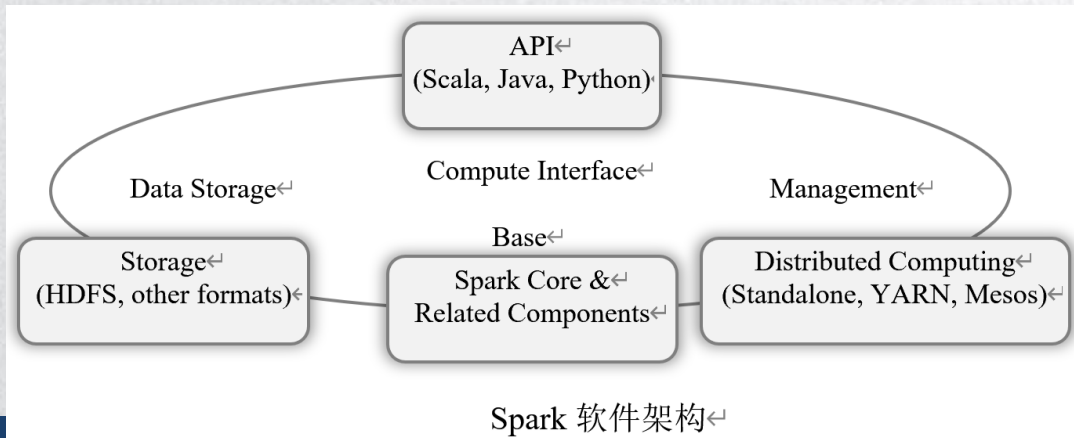 API
(Scala, Java, Python)
Compute Interface
Data Storage
Management
Base
Storage
(HDFS, other formats)
Spark Core &
Related Components
Distributed Computing
(Standalone, YARN, Mesos)
Spark 软件架构